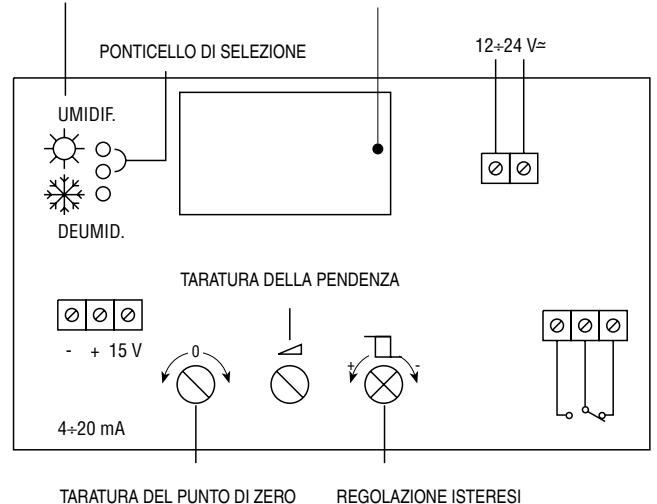 PONTICELLO DI SELEZIONE
12÷24 V≃
UMIDIF.
DEUMID.
TARATURA DELLA PENDENZA
- + 15 V
0
+ -
4÷20 mA
TARATURA DEL PUNTO DI ZERO
REGOLAZIONE ISTERESI